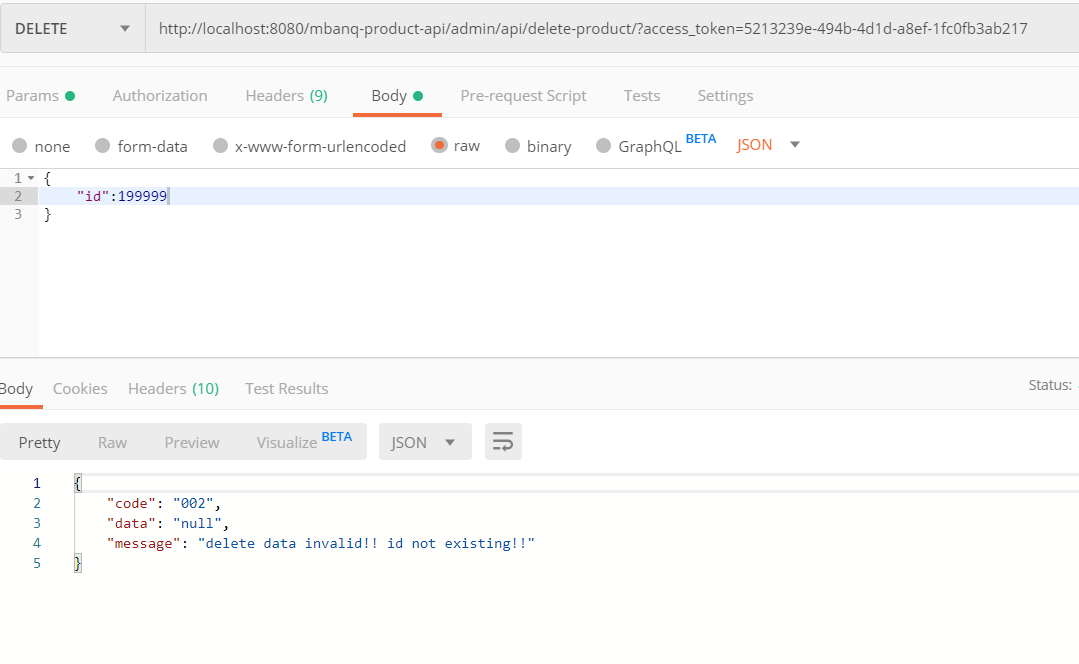 DELETE http://localhost:8080/mbanq-product-api/admin/api/delete-product/?access_token=5213239e-494b-4d1d-a8ef-1fc0fb3ab217
Params Authorization Headers (9) Body Pre-request Script Tests Settings
none form-data x-www-form-urlencoded raw binary GraphQL BETA JSON
1 {
2 "id":199999
3 }
Body Cookies Headers (10) Test Results Status:
Pretty Raw Preview Visualize BETA JSON
1 {
2 "code": "002",
3 "data": "null",
4 "message": "delete data invalid!! id not existing!!"
5 }